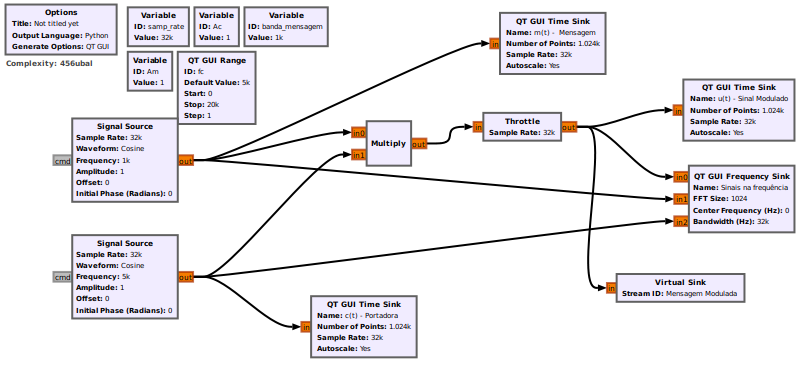 Options
Title: Not titled yet
Output Language: Python
Generate Options: QT GUI
Complexity: 456ubal
Variable
ID: samp_rate
Value: 32k
Variable
ID: Ac
Value: 1
Variable
ID: banda_mensagem
Value: 1k
Variable
ID: Am
Value: 1
QT GUI Range
ID: fc
Default Value: 5k
Start: 0
Stop: 20k
Step: 1
QT GUI Time Sink
Name: m(t) - Mensagem
Number of Points: 1.024k
Sample Rate: 32k
Autoscale: Yes
in
Signal Source
Sample Rate: 32k
Waveform: Cosine
Frequency: 1k
Amplitude: 1
Offset: 0
Initial Phase (Radians): 0
cmd
out
Multiply
in0
in1
out
Throttle
Sample Rate: 32k
in
out
QT GUI Time Sink
Name: u(t) - Sinal Modulado
Number of Points: 1.024k
Sample Rate: 32k
Autoscale: Yes
in
QT GUI Frequency Sink
Name: Sinais na frequência
FFT Size: 1024
Center Frequency (Hz): 0
Bandwidth (Hz): 32k
in0
in1
in2
Signal Source
Sample Rate: 32k
Waveform: Cosine
Frequency: 5k
Amplitude: 1
Offset: 0
Initial Phase (Radians): 0
cmd
out
Virtual Sink
Stream ID: Mensagem Modulada
in
QT GUI Time Sink
Name: c(t) - Portadora
Number of Points: 1.024k
Sample Rate: 32k
Autoscale: Yes
in